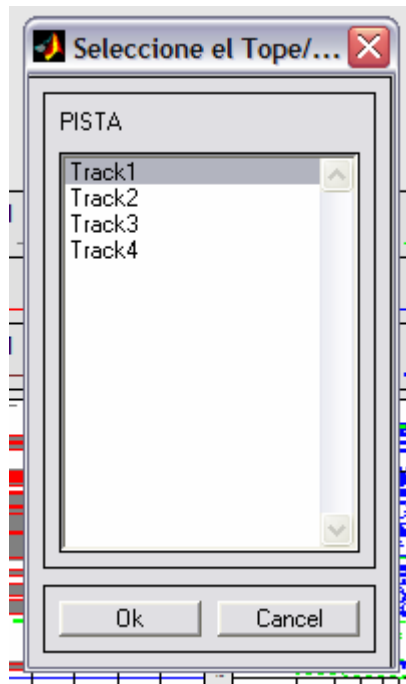 Seleccione el Tope/...
PISTA
Track1
Track2
Track3
Track4
Ok Cancel